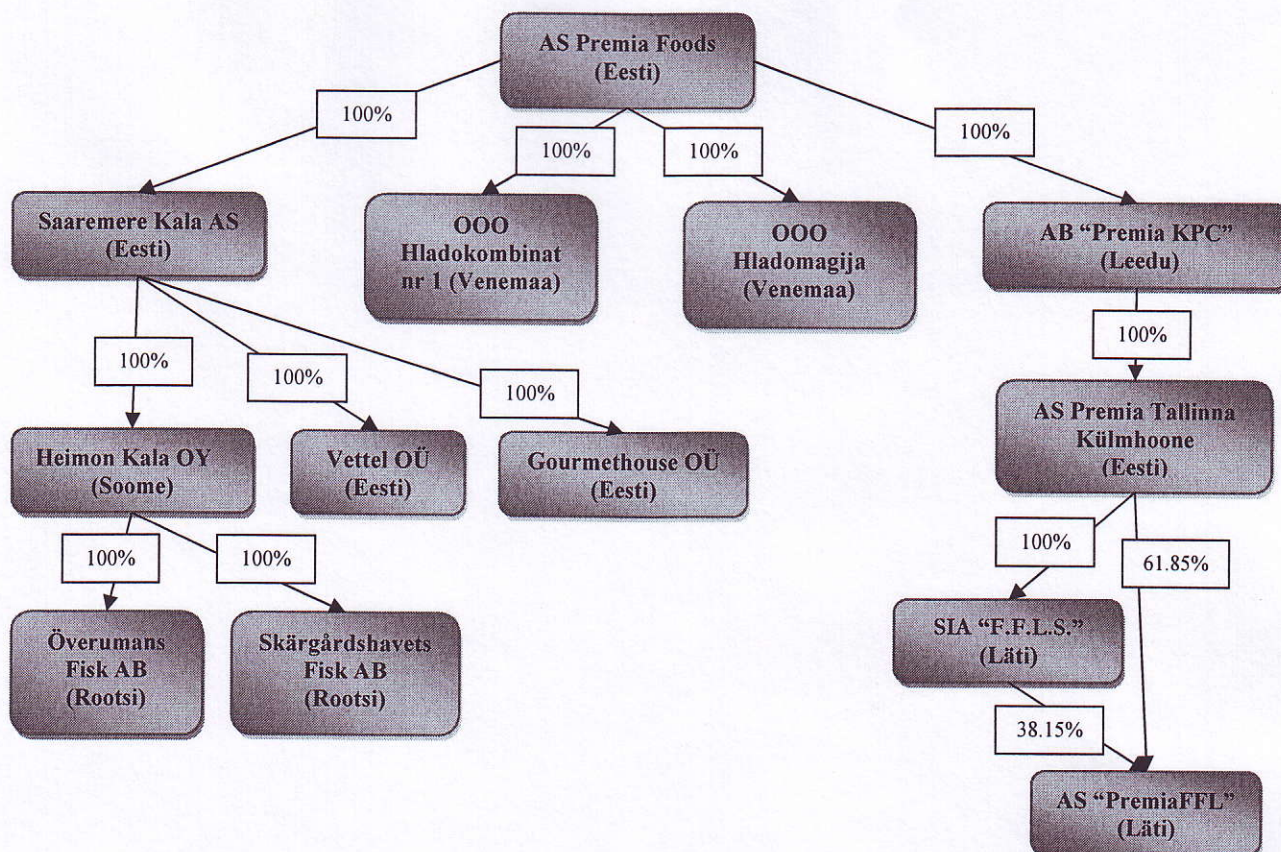 AS Premia Foods
(Eesti)
100%
100%
100%
100%
Saaremere Kala AS
(Eesti)
OOO
Hladokombinat
nr 1 (Venemaa)
OOO
Hladomagija
(Venemaa)
AB “Premia KPC”
(Leedu)
100%
100%
100%
100%
Heimon Kala OY
(Soome)
Vettel OÜ
(Eesti)
Gourmethouse OÜ
(Eesti)
AS Premia Tallinna
Külmhoone
(Eesti)
100%
100%
100%
61.85%
Överumans
Fisk AB
(Rootsi)
Skärgårdshavets
Fisk AB
(Rootsi)
SIA “F.F.L.S.”
(Läti)
38.15%
AS “PremiaFFL”
(Läti)